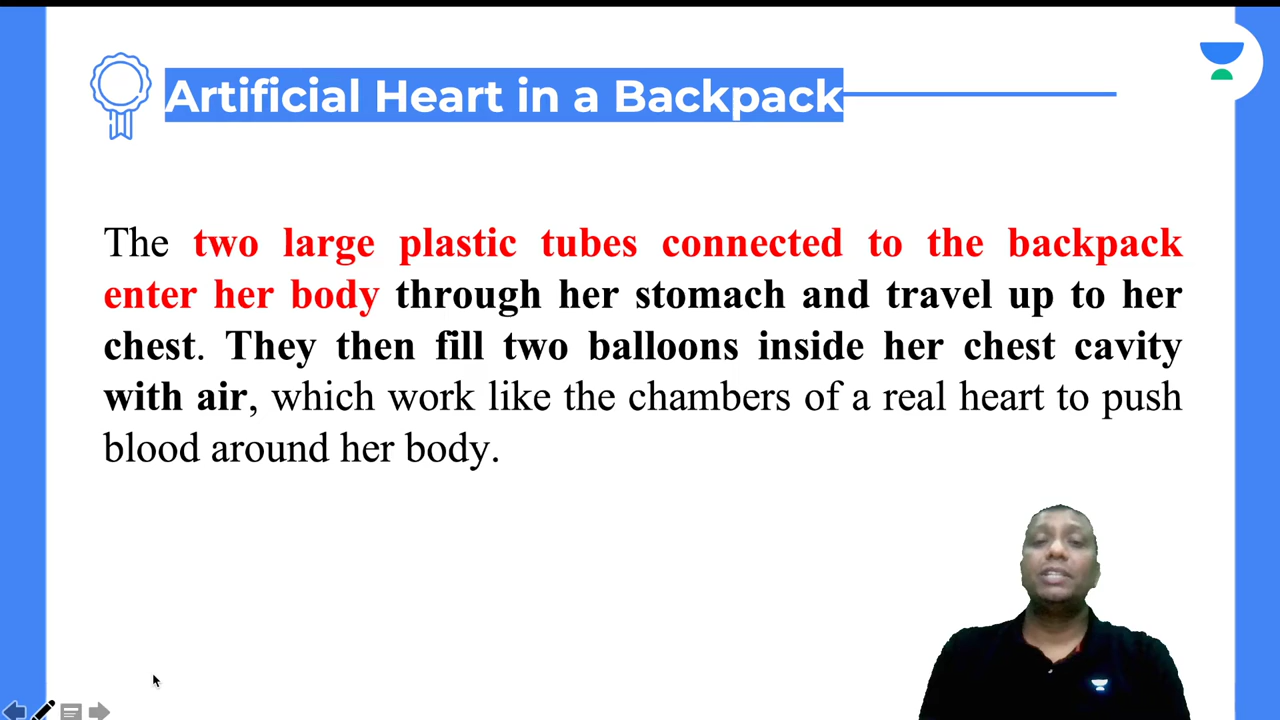 Artificial Heart in a Backpack
The two large plastic tubes connected to the backpack
enter her body through her stomach and travel up to her
chest. They then fill two balloons inside her chest cavity
with air, which work like the chambers of a real heart to push
blood around her body.